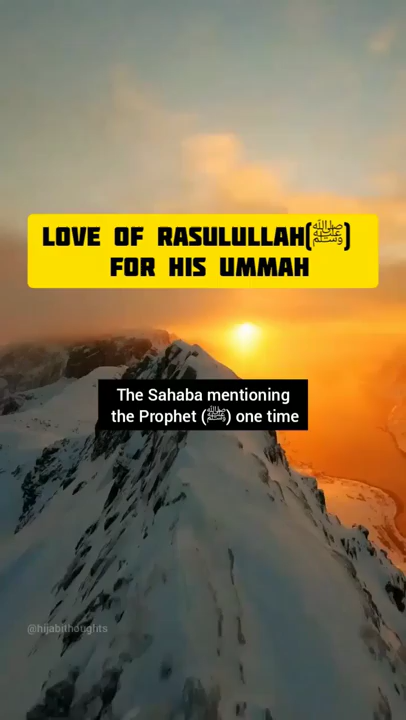 LOVE OF RASULULLAH(ﷺ)
FOR HIS UMMAH
The Sahaba mentioning
the Prophet (ﷺ) one time
@hijabithoughts